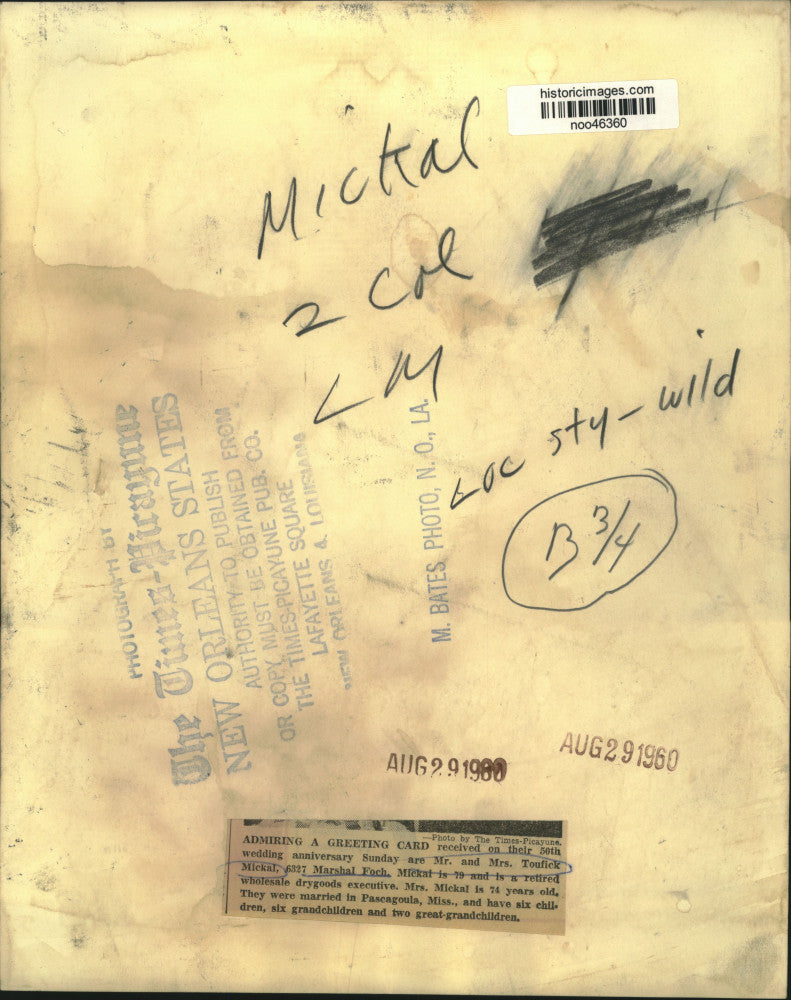 historicimages.com
noo46360
Mickal
2 Col
LM
Loc sty - wild
B 3/4
PHOTOGRAPH BY
The Times-Picayune
NEW ORLEANS STATES
AUTHORITY TO PUBLISH
OR COPY MUST BE OBTAINED FROM
THE TIMES-PICAYUNE PUB. CO.
LAFAYETTE SQUARE
NEW ORLEANS 4, LOUISIANA
M. BATES PHOTO, N. O., LA.
AUG 29 1960
AUG 29 1960
—Photo by The Times-Picayune.
ADMIRING A GREETING CARD received on their 50th
wedding anniversary Sunday are Mr. and Mrs. Toufick
Mickal, 6327 Marshal Foch. Mickal is 79 and is a retired
wholesale drygoods executive. Mrs. Mickal is 74 years old.
They were married in Pascagoula, Miss., and have six chil-
dren, six grandchildren and two great-grandchildren.